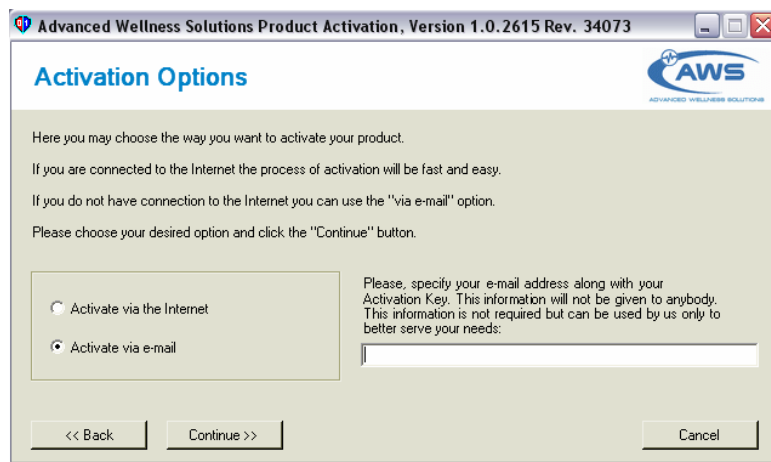 Advanced Wellness Solutions Product Activation, Version 1.0.2615 Rev. 34073
Activation Options
AWS
ADVANCED WELLNESS SOLUTIONS
Here you may choose the way you want to activate your product.
If you are connected to the Internet the process of activation will be fast and easy.
If you do not have connection to the Internet you can use the "via e-mail" option.
Please choose your desired option and click the "Continue" button.
Activate via the Internet
Activate via e-mail
Please, specify your e-mail address along with your
Activation Key. This information will not be given to anybody.
This information is not required but can be used by us only to
better serve your needs:
<< Back
Continue >>
Cancel